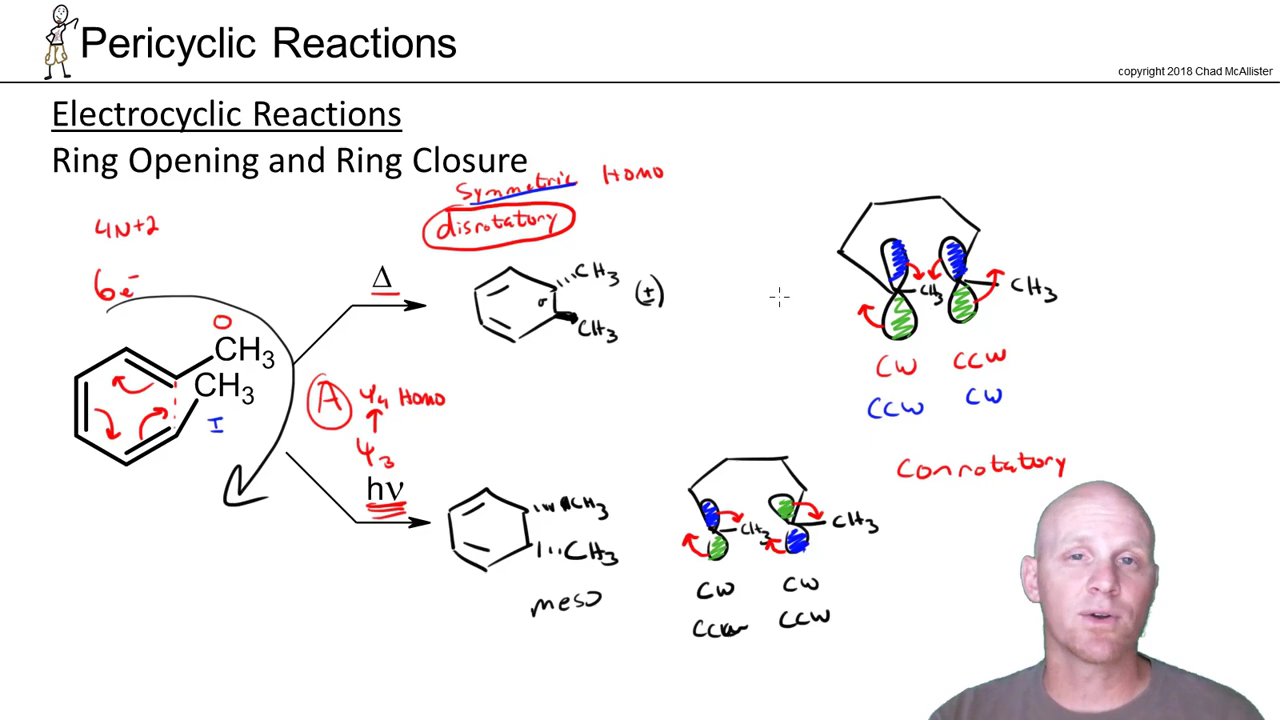 Pericyclic Reactions
copyright 2018 Chad McAllister
Electrocyclic Reactions
Ring Opening and Ring Closure
Symmetric Homo
disrotatory
4N+2
6e-
Δ
CH3
(±)
CH3
σ
O
CH3
CH3
I
CH3
CH3
CW CCW
CCW CW
A
ψ4 Homo
ψ3
hν
conrotatory
CH3
CH3
meso
CH3
CH3
CW CW
CCW CCW